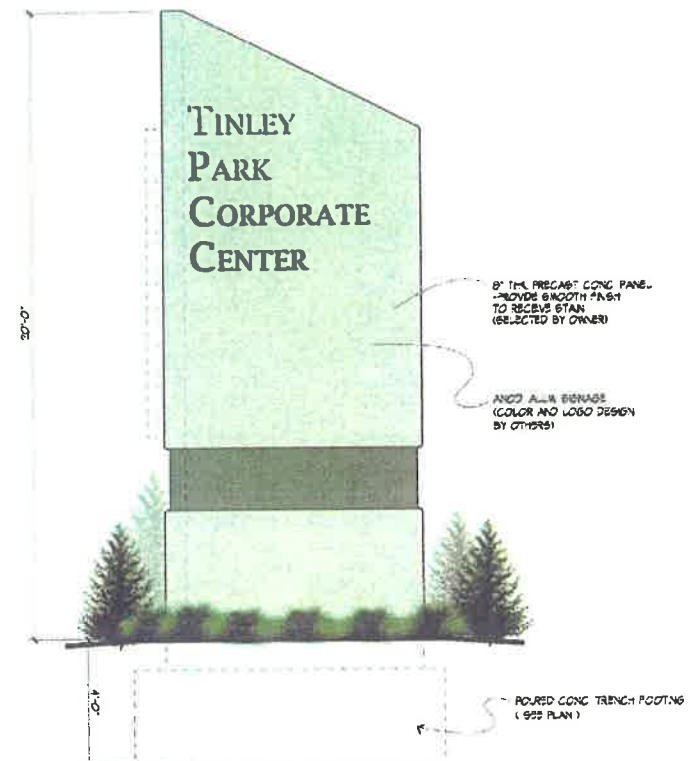 TINLEY
PARK
CORPORATE
CENTER
8" THK. PRECAST CONC. PANEL
-PROVIDE SMOOTH FINISH
TO RECEIVE STAIN
(SELECTED BY OWNER)
ANOD. ALUM. SIGNAGE
(COLOR AND LOGO DESIGN
BY OTHERS)
20'-0"
4'-0"
POURED CONC. TRENCH FOOTING
( SEE PLAN )